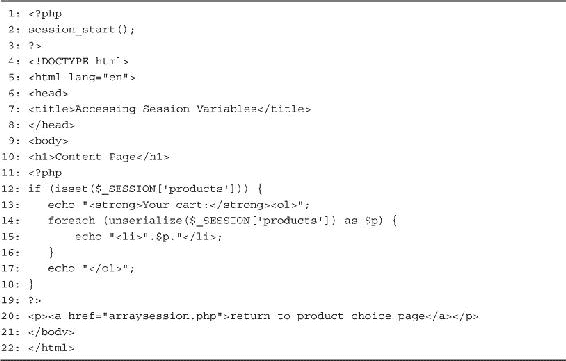 1: <?php
2: session_start();
3: ?>
4: <!DOCTYPE html>
5: <html lang="en">
6: <head>
7: <title>Accessing Session Variables</title>
8: </head>
9: <body>
10: <h1>Content Page</h1>
11: <?php
12: if (isset($_SESSION['products'])) {
13:    echo "<strong>Your cart:</strong><ol>";
14:    foreach (unserialize($_SESSION['products']) as $p) {
15:        echo "<li>".$p."</li>;
16:    }
17:    echo "</ol>";
18: }
19: ?>
20: <p><a href="arraysession.php">return to product choice page</a></p>
21: </body>
22: </html>